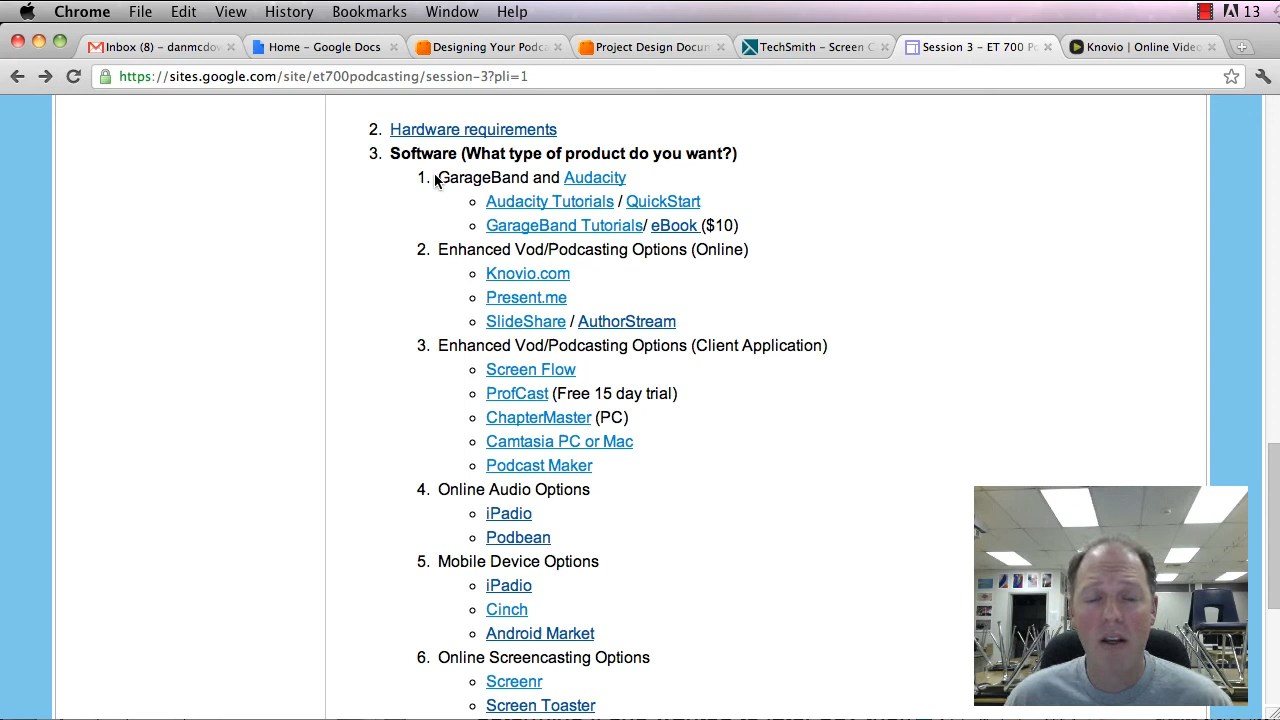 Chrome File Edit View History Bookmarks Window Help 13
Inbox (8) – danmcdow
Home – Google Docs
Designing Your Podca
Project Design Docum
TechSmith – Screen C
Session 3 – ET 700 Po
Knovio | Online Video
https://sites.google.com/site/et700podcasting/session-3?pli=1
2. Hardware requirements
3. Software (What type of product do you want?)
1. GarageBand and Audacity
Audacity Tutorials / QuickStart
GarageBand Tutorials/ eBook ($10)
2. Enhanced Vod/Podcasting Options (Online)
Knovio.com
Present.me
SlideShare / AuthorStream
3. Enhanced Vod/Podcasting Options (Client Application)
Screen Flow
ProfCast (Free 15 day trial)
ChapterMaster (PC)
Camtasia PC or Mac
Podcast Maker
4. Online Audio Options
iPadio
Podbean
5. Mobile Device Options
iPadio
Cinch
Android Market
6. Online Screencasting Options
Screenr
Screen Toaster